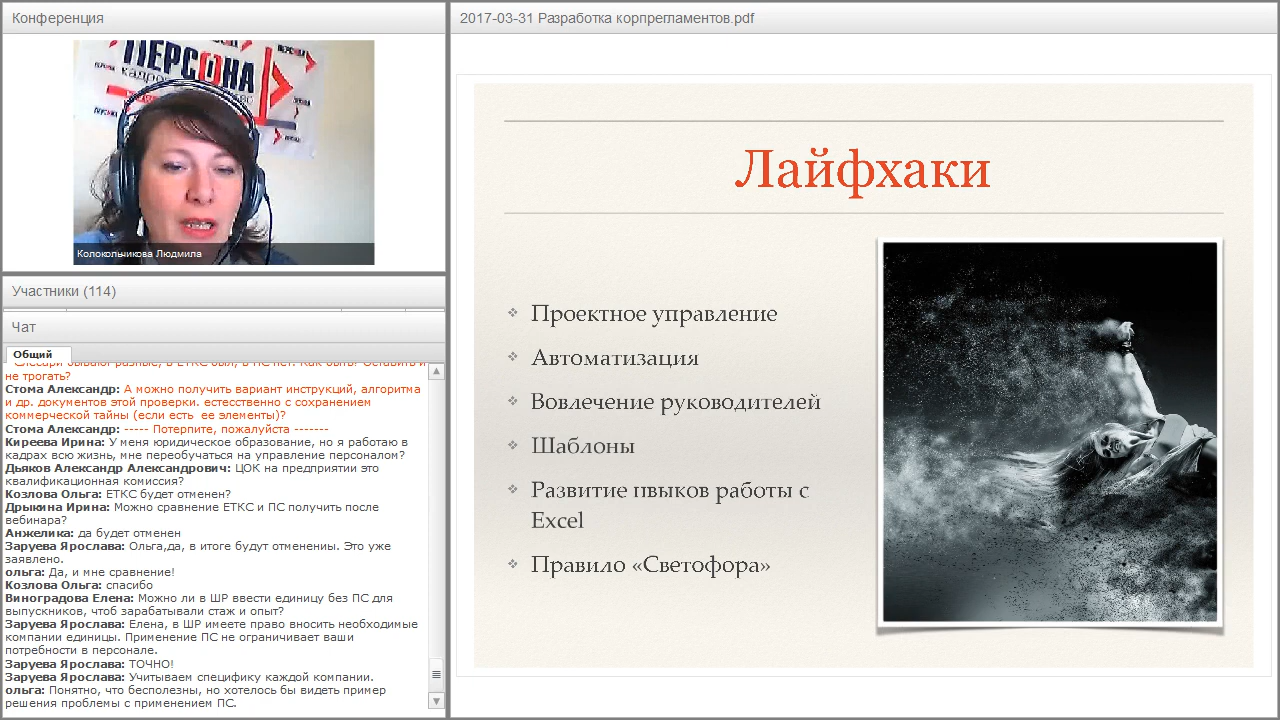 Конференция
ПЕРСОНА
Колокольчикова Людмила
Участники (114)
Чат
Общий
не трогать?
Стома Александр: А можно получить вариант инструкций, алгоритма
и др. документов этой проверки. естесственно с сохранением
коммерческой тайны (если есть ее элементы)?
Стома Александр: ----- Потерпите, пожалуйста -------
Киреева Ирина: У меня юридическое образование, но я работаю в
кадрах всю жизнь, мне переобучаться на управление персоналом?
Дьяков Александр Александрович: ЦОК на предприятии это
квалификационная комиссия?
Козлова Ольга: ЕТКС будет отменен?
Дрыкина Ирина: Можно сравнение ЕТКС и ПС получить после
вебинара?
Анжелика: да будет отменен
Заруева Ярослава: Ольга,да, в итоге будут отмененины. Это уже
заявлено.
ольга: Да, и мне сравнение!
Козлова Ольга: спасибо
Виноградова Елена: Можно ли в ШР ввести единицу без ПС для
выпускников, чтоб зарабатывали стаж и опыт?
Заруева Ярослава: Елена, в ШР имеете право вносить необходимые
компании единицы. Применение ПС не ограничивает ваши
потребности в персонале.
Заруева Ярослава: ТОЧНО!
Заруева Ярослава: Учитываем специфику каждой компании.
ольга: Понятно, что бесполезны, но хотелось бы видеть пример
решения проблемы с применением ПС.
2017-03-31 Разработка корпрегламентов.pdf
Лайфхаки
Проектное управление
Автоматизация
Вовлечение руководителей
Шаблоны
Развитие нвыков работы с
Excel
Правило «Светофора»